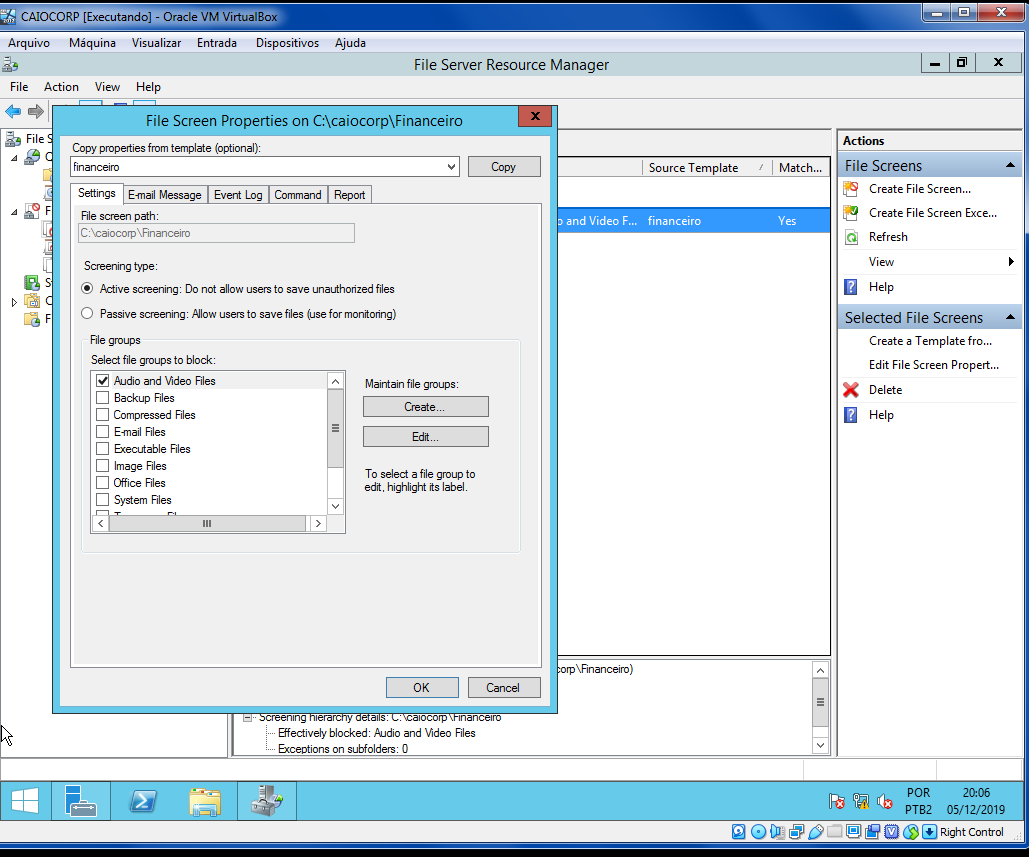 CAIOCORP [Executando] - Oracle VM VirtualBox
Arquivo Máquina Visualizar Entrada Dispositivos Ajuda
File Server Resource Manager
File Action View Help
File Screen Properties on C:\caiocorp\Financeiro
Copy properties from template (optional):
financeiro
Copy
Settings E-mail Message Event Log Command Report
File screen path:
C:\caiocorp\Financeiro
Screening type:
Active screening: Do not allow users to save unauthorized files
Passive screening: Allow users to save files (use for monitoring)
File groups
Select file groups to block:
Audio and Video Files
Backup Files
Compressed Files
E-mail Files
Executable Files
Image Files
Office Files
System Files
Maintain file groups:
Create...
Edit...
To select a file group to
edit, highlight its label.
OK Cancel
File S
Source Template Match...
o and Video F... financeiro Yes
corp\Financeiro)
Screening hierarchy details: C:\caiocorp\Financeiro
Effectively blocked: Audio and Video Files
Exceptions on subfolders: 0
Actions
File Screens
Create File Screen...
Create File Screen Exce...
Refresh
View
Help
Selected File Screens
Create a Template fro...
Edit File Screen Propert...
Delete
Help
POR
PTB2
20:06
05/12/2019
Right Control